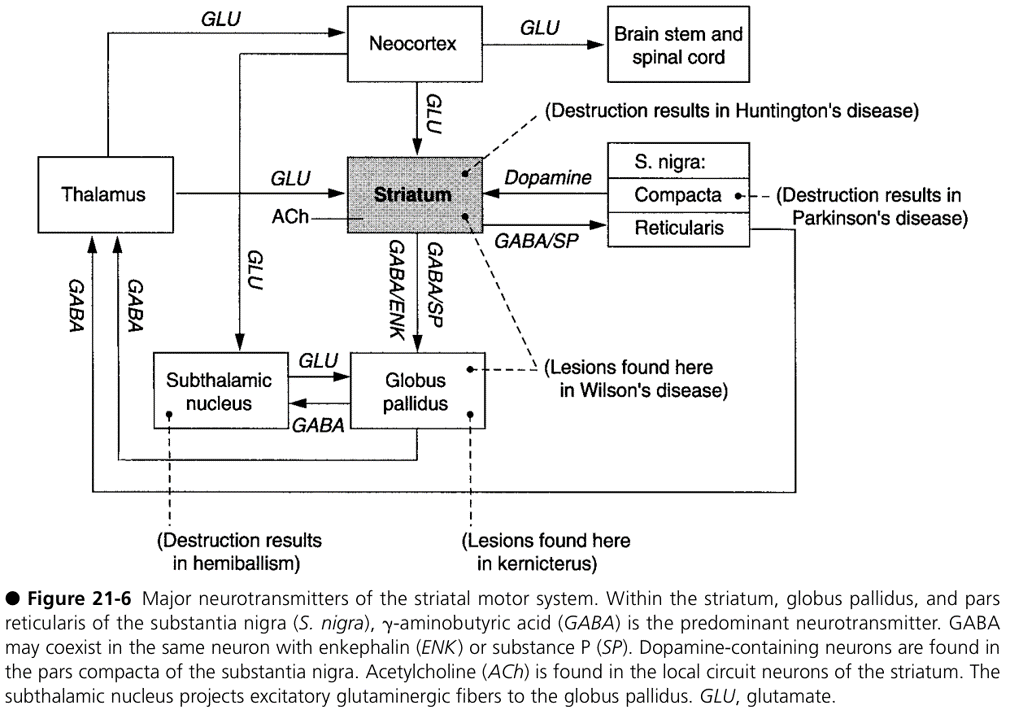 GLU
Neocortex
GLU
Brain stem and
spinal cord
GLU
(Destruction results in Huntington's disease)
Thalamus
GLU
ACh
Striatum
Dopamine
S. nigra:
Compacta
Reticularis
(Destruction results in
Parkinson's disease)
GABA/SP
GABA
GABA
GLU
GABA/ENK
GABA/SP
Subthalamic
nucleus
GLU
GABA
Globus
pallidus
(Lesions found here
in Wilson's disease)
(Destruction results
in hemiballism)
(Lesions found here
in kernicterus)
● Figure 21-6 Major neurotransmitters of the striatal motor system. Within the striatum, globus pallidus, and pars
reticularis of the substantia nigra (S. nigra), γ-aminobutyric acid (GABA) is the predominant neurotransmitter. GABA
may coexist in the same neuron with enkephalin (ENK) or substance P (SP). Dopamine-containing neurons are found in
the pars compacta of the substantia nigra. Acetylcholine (ACh) is found in the local circuit neurons of the striatum. The
subthalamic nucleus projects excitatory glutaminergic fibers to the globus pallidus. GLU, glutamate.